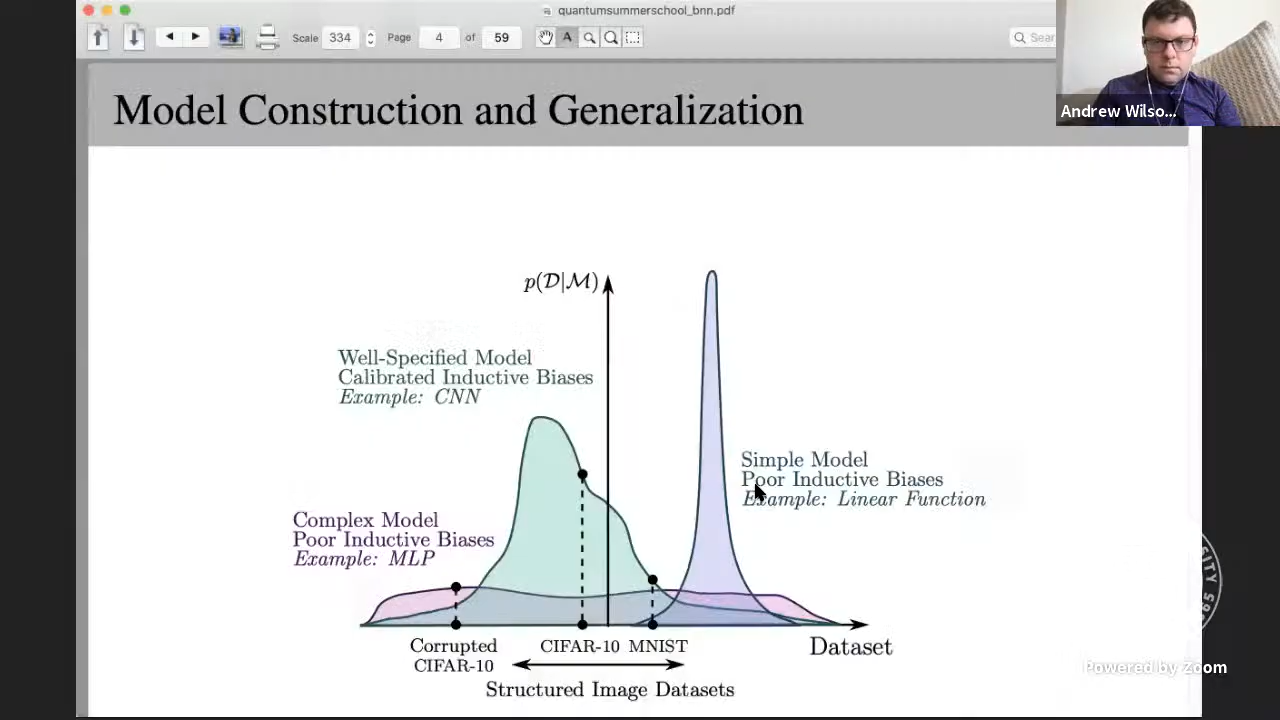 quantumsummerschool_bnn.pdf
Scale 334 Page 4 of 59
Sear
Andrew Wilso...
Model Construction and Generalization
p(𝒟|ℳ)
Well-Specified Model
Calibrated Inductive Biases
Example: CNN
Simple Model
Poor Inductive Biases
Example: Linear Function
Complex Model
Poor Inductive Biases
Example: MLP
Corrupted
CIFAR-10
CIFAR-10
MNIST
Dataset
Structured Image Datasets
Powered by Zoom